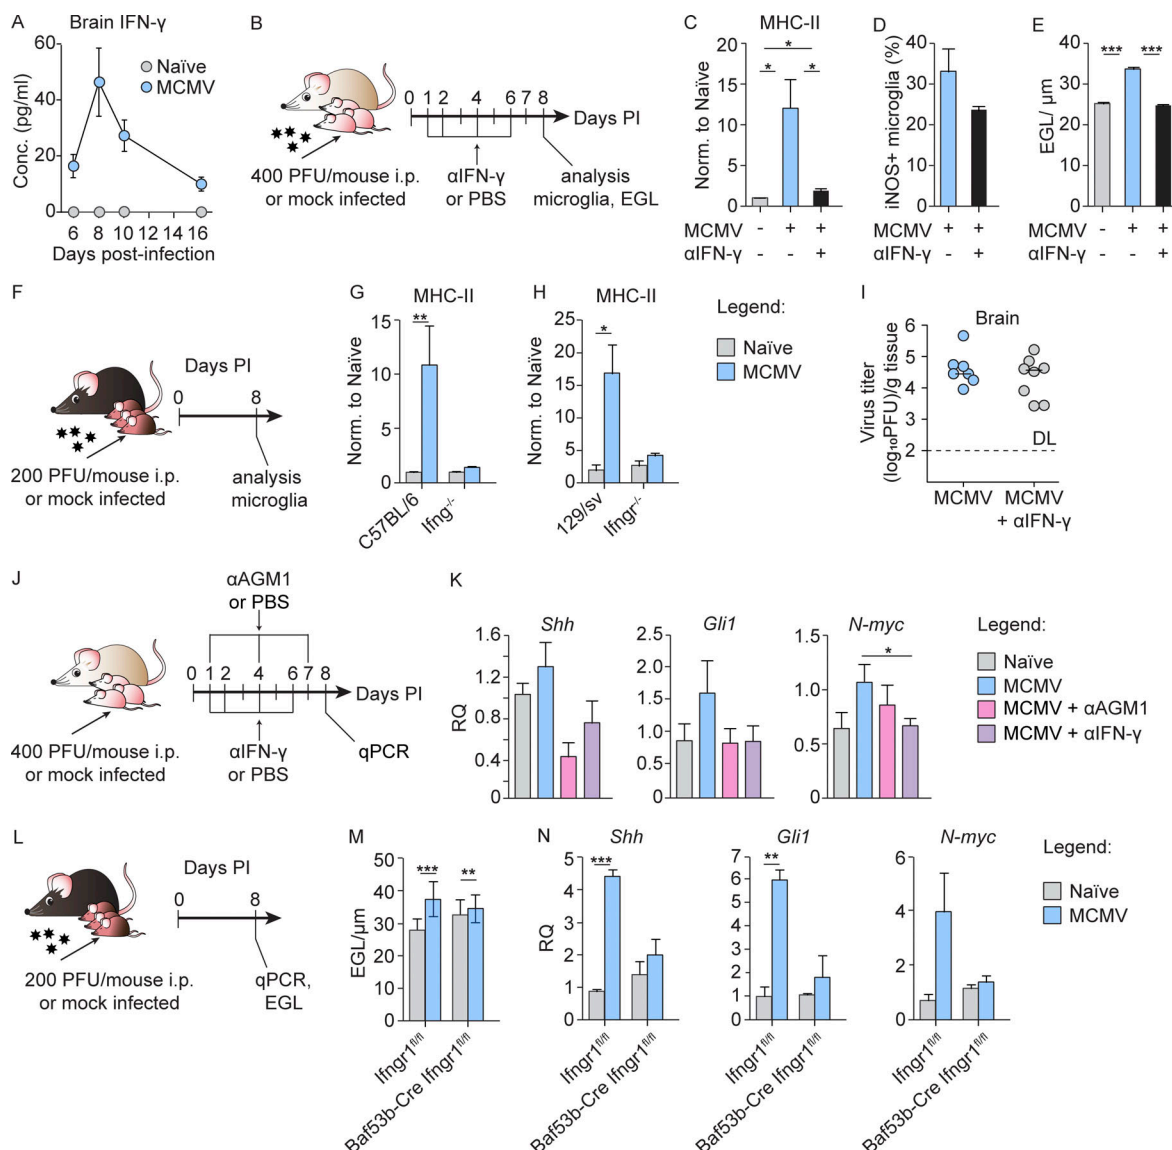 A
Brain IFN-γ
60
40
20
0
Conc. (pg/ml)
Naïve
MCMV
6 8 10 12 14 16
Days post-infection
B
0 1 2 4 6 7 8
Days PI
400 PFU/mouse i.p.
or mock infected
αIFN-γ
or PBS
analysis
microglia, EGL
C
MHC-II
20
15
10
5
0
Norm. to Naïve
*
* *
MCMV - + +
αIFN-γ - - +
D
40
30
20
10
0
iNOS+ microglia (%)
MCMV + +
αIFN-γ - +
E
40
30
20
10
0
EGL/ μm
*** ***
MCMV - + +
αIFN-γ - - +
F
Days PI
0 8
200 PFU/mouse i.p.
or mock infected
analysis
microglia
G
MHC-II
15
10
5
0
Norm. to Naïve
**
C57BL/6
Ifng-/-
H
MHC-II
25
20
15
10
5
0
Norm. to Naïve
*
129/sv
Ifngr-/-
Legend:
Naïve
MCMV
I
Brain
6
5
4
3
2
1
Virus titer
(log10PFU)/g tissue
DL
MCMV
MCMV
+ αIFN-γ
J
αAGM1
or PBS
0 1 2 4 6 7 8
Days PI
400 PFU/mouse i.p.
or mock infected
αIFN-γ
or PBS
qPCR
K
Shh
1.6
1.2
0.8
0.4
0
RQ
Gli1
2.5
2.0
1.5
1.0
0.5
0
N-myc
1.5
1.0
0.5
0
*
Legend:
Naïve
MCMV
MCMV + αAGM1
MCMV + αIFN-γ
L
Days PI
0 8
200 PFU/mouse i.p.
or mock infected
qPCR,
EGL
M
50
40
30
20
10
0
EGL/μm
*** **
Ifngr1fl/fl
Baf53b-Cre Ifngr1fl/fl
N
Shh
5
4
3
2
1
0
RQ
***
Ifngr1fl/fl
Baf53b-Cre Ifngr1fl/fl
Gli1
7
6
5
4
3
2
1
0
**
Ifngr1fl/fl
Baf53b-Cre Ifngr1fl/fl
N-myc
6
4
2
0
Ifngr1fl/fl
Baf53b-Cre Ifngr1fl/fl
Legend:
Naïve
MCMV